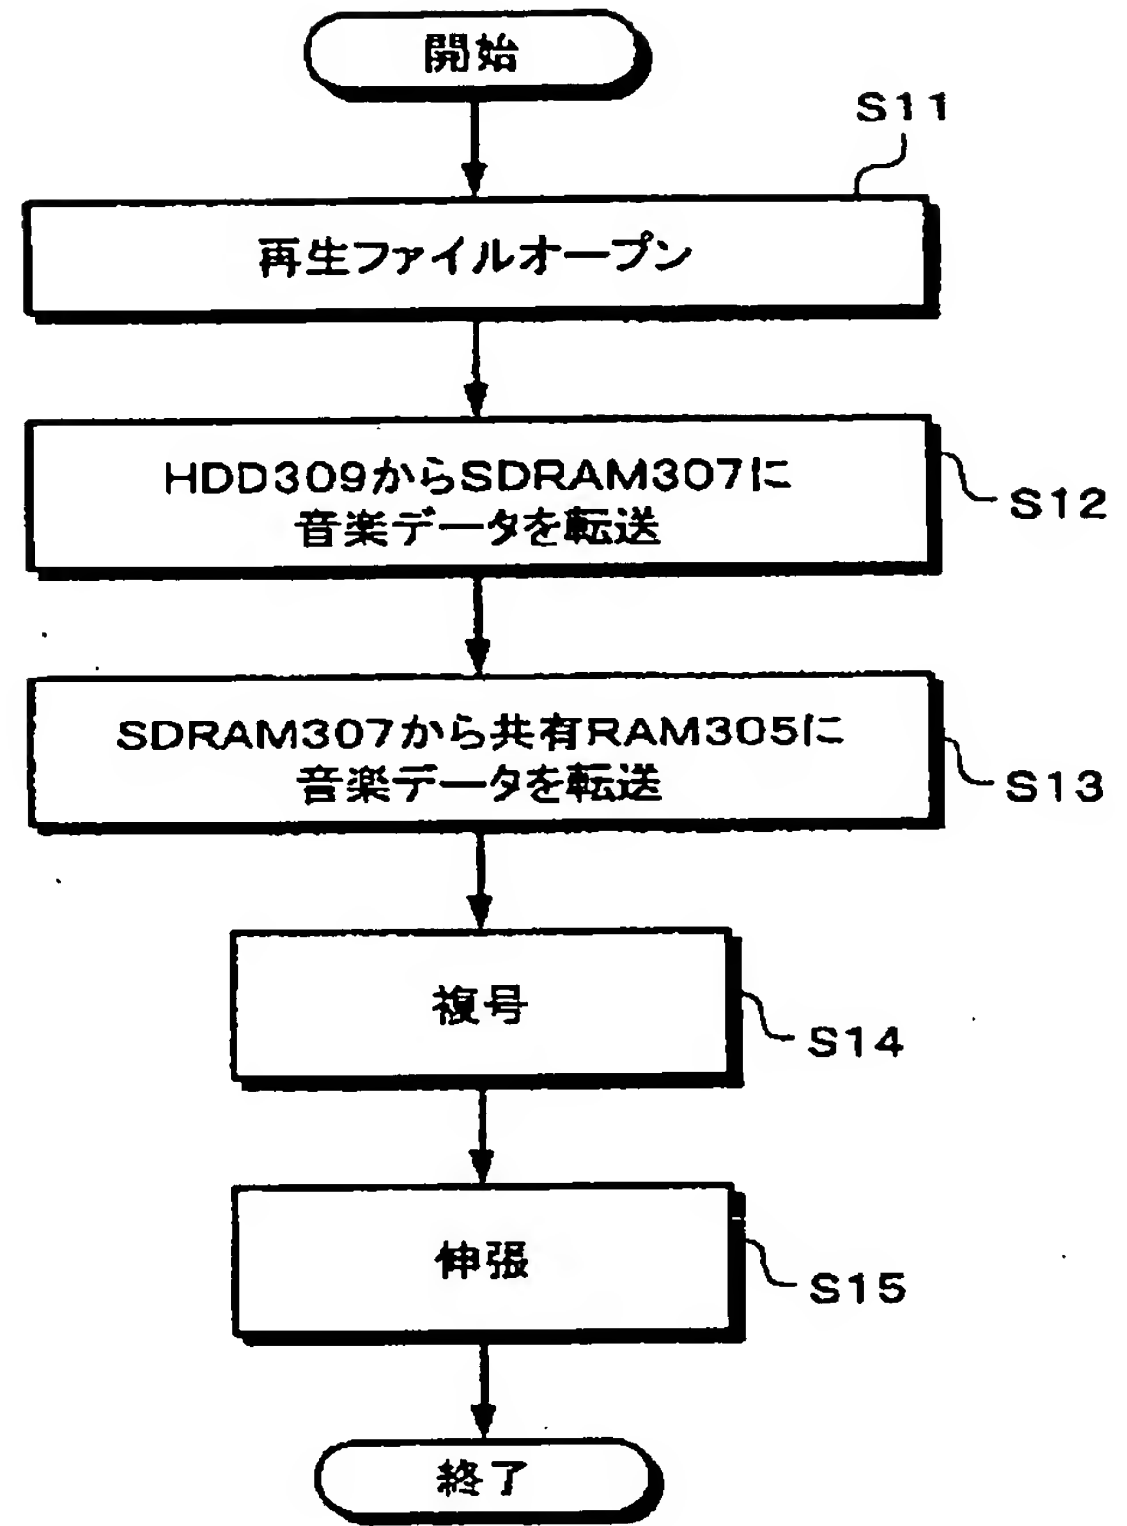 開始
S11
再生ファイルオープン
HDD309からSDRAM307に
音楽データを転送
S12
SDRAM307から共有RAM305に
音楽データを転送
S13
複号
S14
伸張
S15
終了